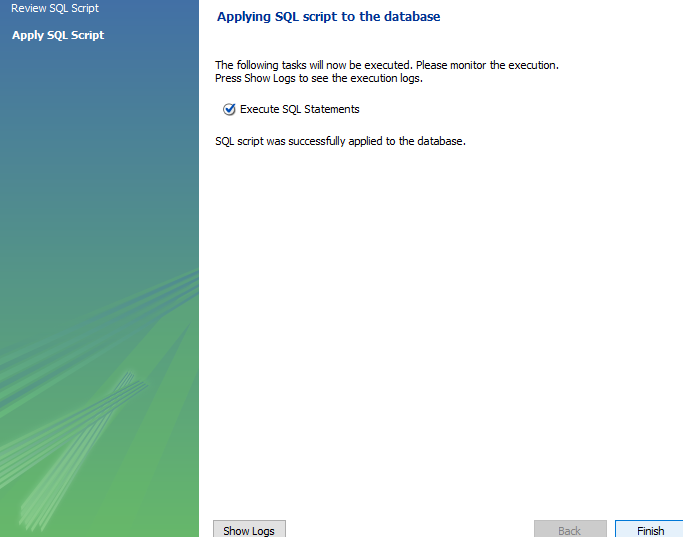 Review SQL Script
Apply SQL Script
Applying SQL script to the database
The following tasks will now be executed. Please monitor the execution.
Press Show Logs to see the execution logs.
Execute SQL Statements
SQL script was successfully applied to the database.
Show Logs
Back
Finish